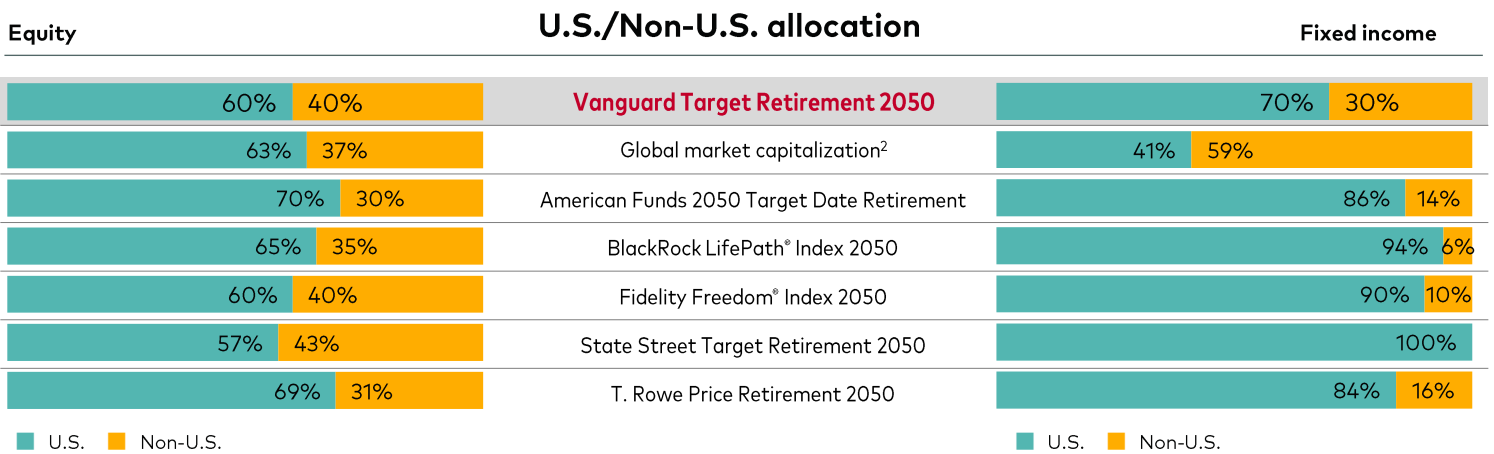 Equity U.S./Non-U.S. allocation Fixed income
60% 40% Vanguard Target Retirement 2050 70% 30%
63% 37% Global market capitalization² 41% 59%
70% 30% American Funds 2050 Target Date Retirement 86% 14%
65% 35% BlackRock LifePath® Index 2050 94% 6%
60% 40% Fidelity Freedom® Index 2050 90% 10%
57% 43% State Street Target Retirement 2050 100%
69% 31% T. Rowe Price Retirement 2050 84% 16%
U.S. Non-U.S. U.S. Non-U.S.